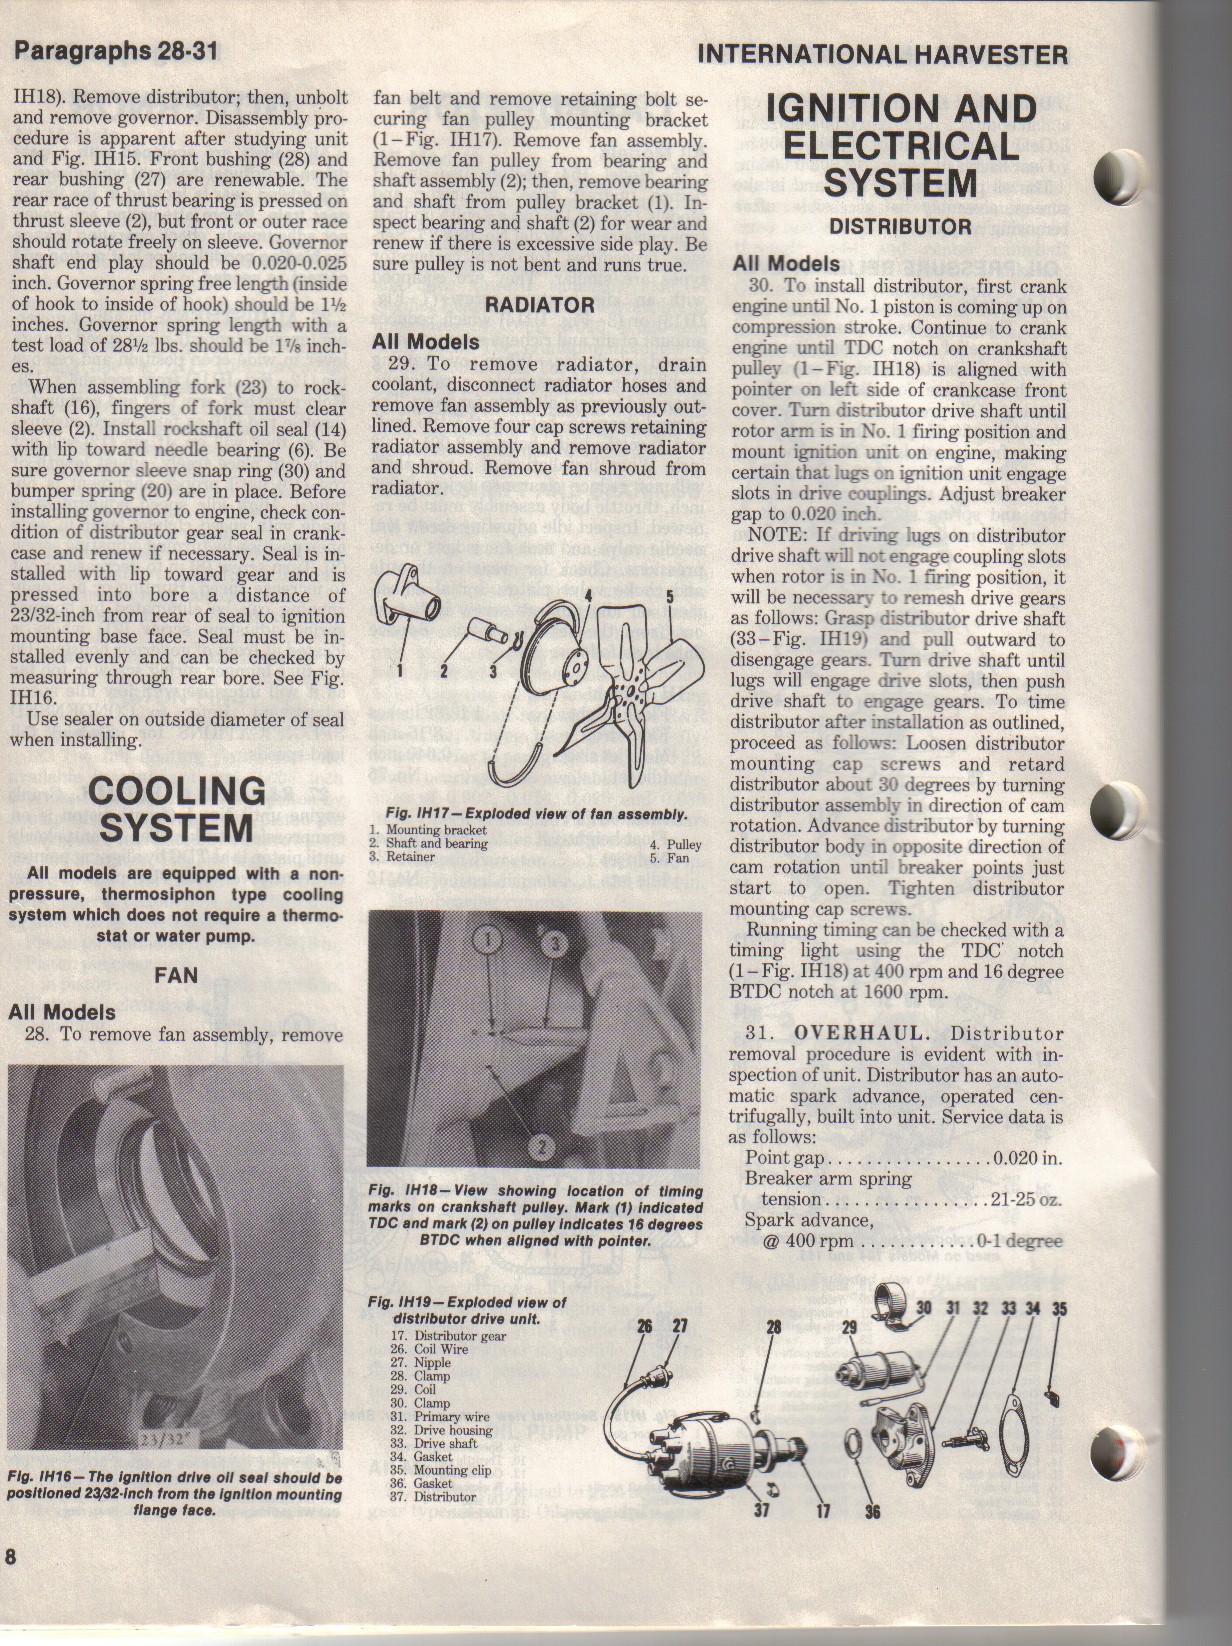 Paragraphs 28-31
INTERNATIONAL HARVESTER
IH18). Remove distributor; then, unbolt
and remove governor. Disassembly pro-
cedure is apparent after studying unit
and Fig. IH15. Front bushing (28) and
rear bushing (27) are renewable. The
rear race of thrust bearing is pressed on
thrust sleeve (2), but front or outer race
should rotate freely on sleeve. Governor
shaft end play should be 0.020-0.025
inch. Governor spring free length (inside
of hook to inside of hook) should be 1½
inches. Governor spring length with a
test load of 28½ lbs. should be 1⅞ inch-
es.
When assembling fork (23) to rock-
shaft (16), fingers of fork must clear
sleeve (2). Install rockshaft oil seal (14)
with lip toward needle bearing (6). Be
sure governor sleeve snap ring (30) and
bumper spring (20) are in place. Before
installing governor to engine, check con-
dition of distributor gear seal in crank-
case and renew if necessary. Seal is in-
stalled with lip toward gear and is
pressed into bore a distance of
23/32-inch from rear of seal to ignition
mounting base face. Seal must be in-
stalled evenly and can be checked by
measuring through rear bore. See Fig.
IH16.
Use sealer on outside diameter of seal
when installing.
COOLING
SYSTEM
All models are equipped with a non-
pressure, thermosiphon type cooling
system which does not require a thermo-
stat or water pump.
FAN
All Models
28. To remove fan assembly, remove
23/32"
Fig. IH16—The ignition drive oil seal should be
positioned 23/32-inch from the ignition mounting
flange face.
8
fan belt and remove retaining bolt se-
curing fan pulley mounting bracket
(1—Fig. IH17). Remove fan assembly.
Remove fan pulley from bearing and
shaft assembly (2); then, remove bearing
and shaft from pulley bracket (1). In-
spect bearing and shaft (2) for wear and
renew if there is excessive side play. Be
sure pulley is not bent and runs true.
RADIATOR
All Models
29. To remove radiator, drain
coolant, disconnect radiator hoses and
remove fan assembly as previously out-
lined. Remove four cap screws retaining
radiator assembly and remove radiator
and shroud. Remove fan shroud from
radiator.
1 2 3 4 5
Fig. IH17—Exploded view of fan assembly.
1. Mounting bracket
2. Shaft and bearing
3. Retainer
4. Pulley
5. Fan
1 3
2
Fig. IH18—View showing location of timing
marks on crankshaft pulley. Mark (1) indicated
TDC and mark (2) on pulley indicates 16 degrees
BTDC when aligned with pointer.
Fig. IH19—Exploded view of
distributor drive unit.
17. Distributor gear
26. Coil Wire
27. Nipple
28. Clamp
29. Coil
30. Clamp
31. Primary wire
32. Drive housing
33. Drive shaft
34. Gasket
35. Mounting clip
36. Gasket
37. Distributor
26 27 28 29 30 31 32 33 34 35
37 17 36
IGNITION AND
ELECTRICAL
SYSTEM
DISTRIBUTOR
All Models
30. To install distributor, first crank
engine until No. 1 piston is coming up on
compression stroke. Continue to crank
engine until TDC notch on crankshaft
pulley (1—Fig. IH18) is aligned with
pointer on left side of crankcase front
cover. Turn distributor drive shaft until
rotor arm is in No. 1 firing position and
mount ignition unit on engine, making
certain that lugs on ignition unit engage
slots in drive couplings. Adjust breaker
gap to 0.020 inch.
NOTE: If driving lugs on distributor
drive shaft will not engage coupling slots
when rotor is in No. 1 firing position, it
will be necessary to remesh drive gears
as follows: Grasp distributor drive shaft
(33—Fig. IH19) and pull outward to
disengage gears. Turn drive shaft until
lugs will engage drive slots, then push
drive shaft to engage gears. To time
distributor after installation as outlined,
proceed as follows: Loosen distributor
mounting cap screws and retard
distributor about 30 degrees by turning
distributor assembly in direction of cam
rotation. Advance distributor by turning
distributor body in opposite direction of
cam rotation until breaker points just
start to open. Tighten distributor
mounting cap screws.
Running timing can be checked with a
timing light using the TDC notch
(1—Fig. IH18) at 400 rpm and 16 degree
BTDC notch at 1600 rpm.
31. OVERHAUL. Distributor
removal procedure is evident with in-
spection of unit. Distributor has an auto-
matic spark advance, operated cen-
trifugally, built into unit. Service data is
as follows:
Point gap.................0.020 in.
Breaker arm spring
tension.................21-25 oz.
Spark advance,
@ 400 rpm ............0-1 degree